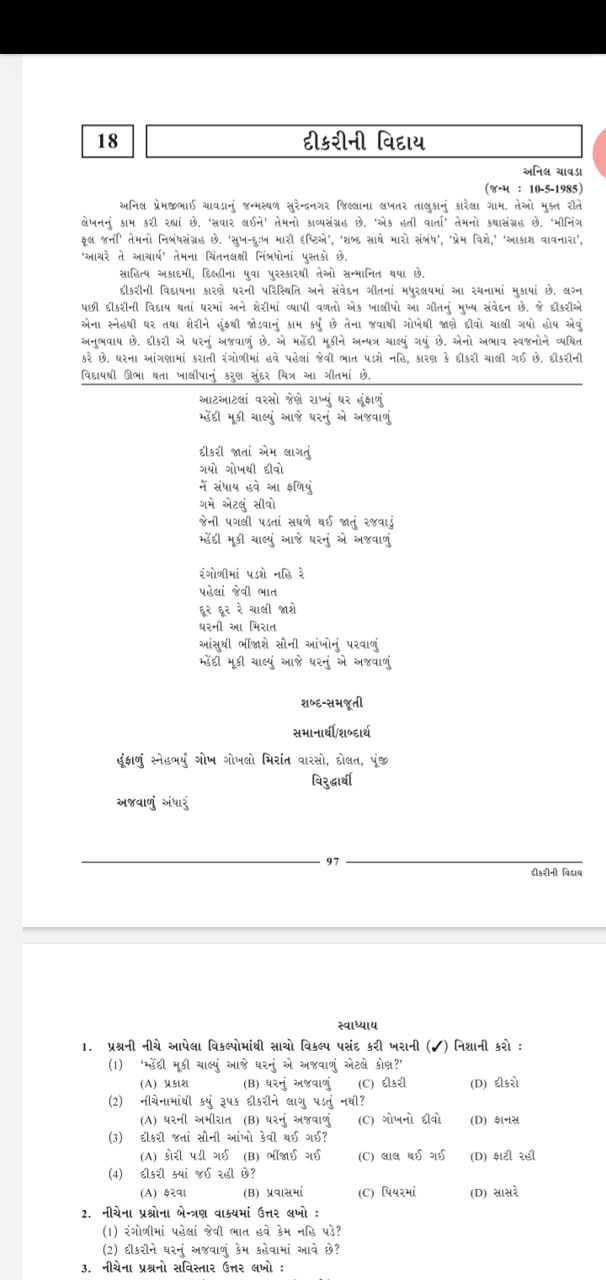 18
દીકરીની વિદાય
અનિલ ચાવડા
(જન્મ : 10-5-1985)
અનિલ પ્રેમજીભાઈ ચાવડાનું જન્મસ્થળ સુરેન્દ્રનગર જિલ્લાના લખતર તાલુકાનું કારેલા ગામ. તેઓ મુક્ત રીતે
લેખનનું કામ કરી રહ્યાં છે. ‘સવાર લઈને’ તેમનો કાવ્યસંગ્રહ છે. ‘એક હતી વાર્તા’ તેમનો કથાસંગ્રહ છે. ‘મીનિંગ
ફૂલ જર્ની’ તેમનો નિબંધસંગ્રહ છે. ‘સુખ-દુઃખ મારી દષ્ટિએ’, ‘શબ્દ સાથે મારો સંબંધ’, ‘પ્રેમ વિશે,’ ‘આકાશ વાવનારા’,
‘આચરે તે આચાર્ય’ તેમના ચિંતનલક્ષી નિબંધોનાં પુસ્તકો છે.
સાહિત્ય અકાદમી, દિલ્હીના યુવા પુરસ્કારથી તેઓ સન્માનિત થયા છે.
દીકરીની વિદાયના કારણે ઘરની પરિસ્થિતિ અને સંવેદન ગીતનાં મધુરલયમાં આ રચનામાં મુકાયાં છે. લગ્ન
પછી દીકરીની વિદાય થતાં ઘરમાં અને શેરીમાં વ્યાપી વળતો એક ખાલીપો આ ગીતનું મુખ્ય સંવેદન છે. જે દીકરીએ
એના સ્નેહથી ઘર તથા શેરીને હૂંફથી જોડવાનું કામ કર્યું છે તેના જવાથી ગોખેથી જાણે દીવો ચાલી ગયો હોય એવું
અનુભવાય છે. દીકરી એ ઘરનું અજવાળું છે. એ મહેંદી મૂકીને અન્યત્ર ચાલ્યું ગયું છે. એનો અભાવ સ્વજનોને વ્યથિત
કરે છે. ઘરના આંગણામાં કરાતી રંગોળીમાં હવે પહેલાં જેવી ભાત પડશે નહિ, કારણ કે દીકરી ચાલી ગઈ છે. દીકરીની
વિદાયથી ઊભા થતા ખાલીપાનું કરુણ સુંદર ચિત્ર આ ગીતમાં છે.
આટઆટલાં વરસો જેણે રાખ્યું ઘર હૂંફાળું
મ્હેંદી મૂકી ચાલ્યું આજે ઘરનું એ અજવાળું
દીકરી જાતાં એમ લાગતું
ગયો ગોખથી દીવો
નૈં સંધાય હવે આ ફળિયું
ગમે એટલું સીવો
જેની પગલી પડતાં સઘળે થઈ જાતું રજવાડું
મ્હેંદી મૂકી ચાલ્યું આજે ઘરનું એ અજવાળું
રંગોળીમાં પડશે નહિ રે
પહેલાં જેવી ભાત
દૂર દૂર રે ચાલી જાશે
ઘરની આ મિરાત
આંસુથી ભીંજાશે સૌની આંખોનું પરવાળું
મ્હેંદી મૂકી ચાલ્યું આજે ઘરનું એ અજવાળું
શબ્દ-સમજૂતી
સમાનાર્થી/શબ્દાર્થ
હૂંફાળું સ્નેહભર્યું ગોખ ગોખલો મિરાંત વારસો, દોલત, પૂંજી
વિરુદ્ધાર્થી
અજવાળું અંધારું
97
દીકરીની વિદાય
સ્વાધ્યાય
1. પ્રશ્નની નીચે આપેલા વિકલ્પોમાંથી સાચો વિકલ્પ પસંદ કરી ખરાની (✓) નિશાની કરો :
(1) ‘મ્હેંદી મૂકી ચાલ્યું આજે ઘરનું એ અજવાળું એટલે કોણ?’
(A) પ્રકાશ (B) ઘરનું અજવાળું (C) દીકરી (D) દીકરો
(2) નીચેનામાંથી કયું રૂપક દીકરીને લાગુ પડતું નથી?
(A) ઘરની અમીરાત (B) ઘરનું અજવાળું (C) ગોખનો દીવો (D) ફાનસ
(3) દીકરી જતાં સૌની આંખો કેવી થઈ ગઈ?
(A) કોરી પડી ગઈ (B) ભીંજાઈ ગઈ (C) લાલ થઈ ગઈ (D) ફાટી રહી
(4) દીકરી ક્યાં જઈ રહી છે?
(A) ફરવા (B) પ્રવાસમાં (C) પિયરમાં (D) સાસરે
2. નીચેના પ્રશ્નોના બે-ત્રણ વાક્યમાં ઉત્તર લખો :
(1) રંગોળીમાં પહેલાં જેવી ભાત હવે કેમ નહિ પડે?
(2) દીકરીને ઘરનું અજવાળું કેમ કહેવામાં આવે છે?
3. નીચેના પ્રશ્નનો સવિસ્તાર ઉત્તર લખો :